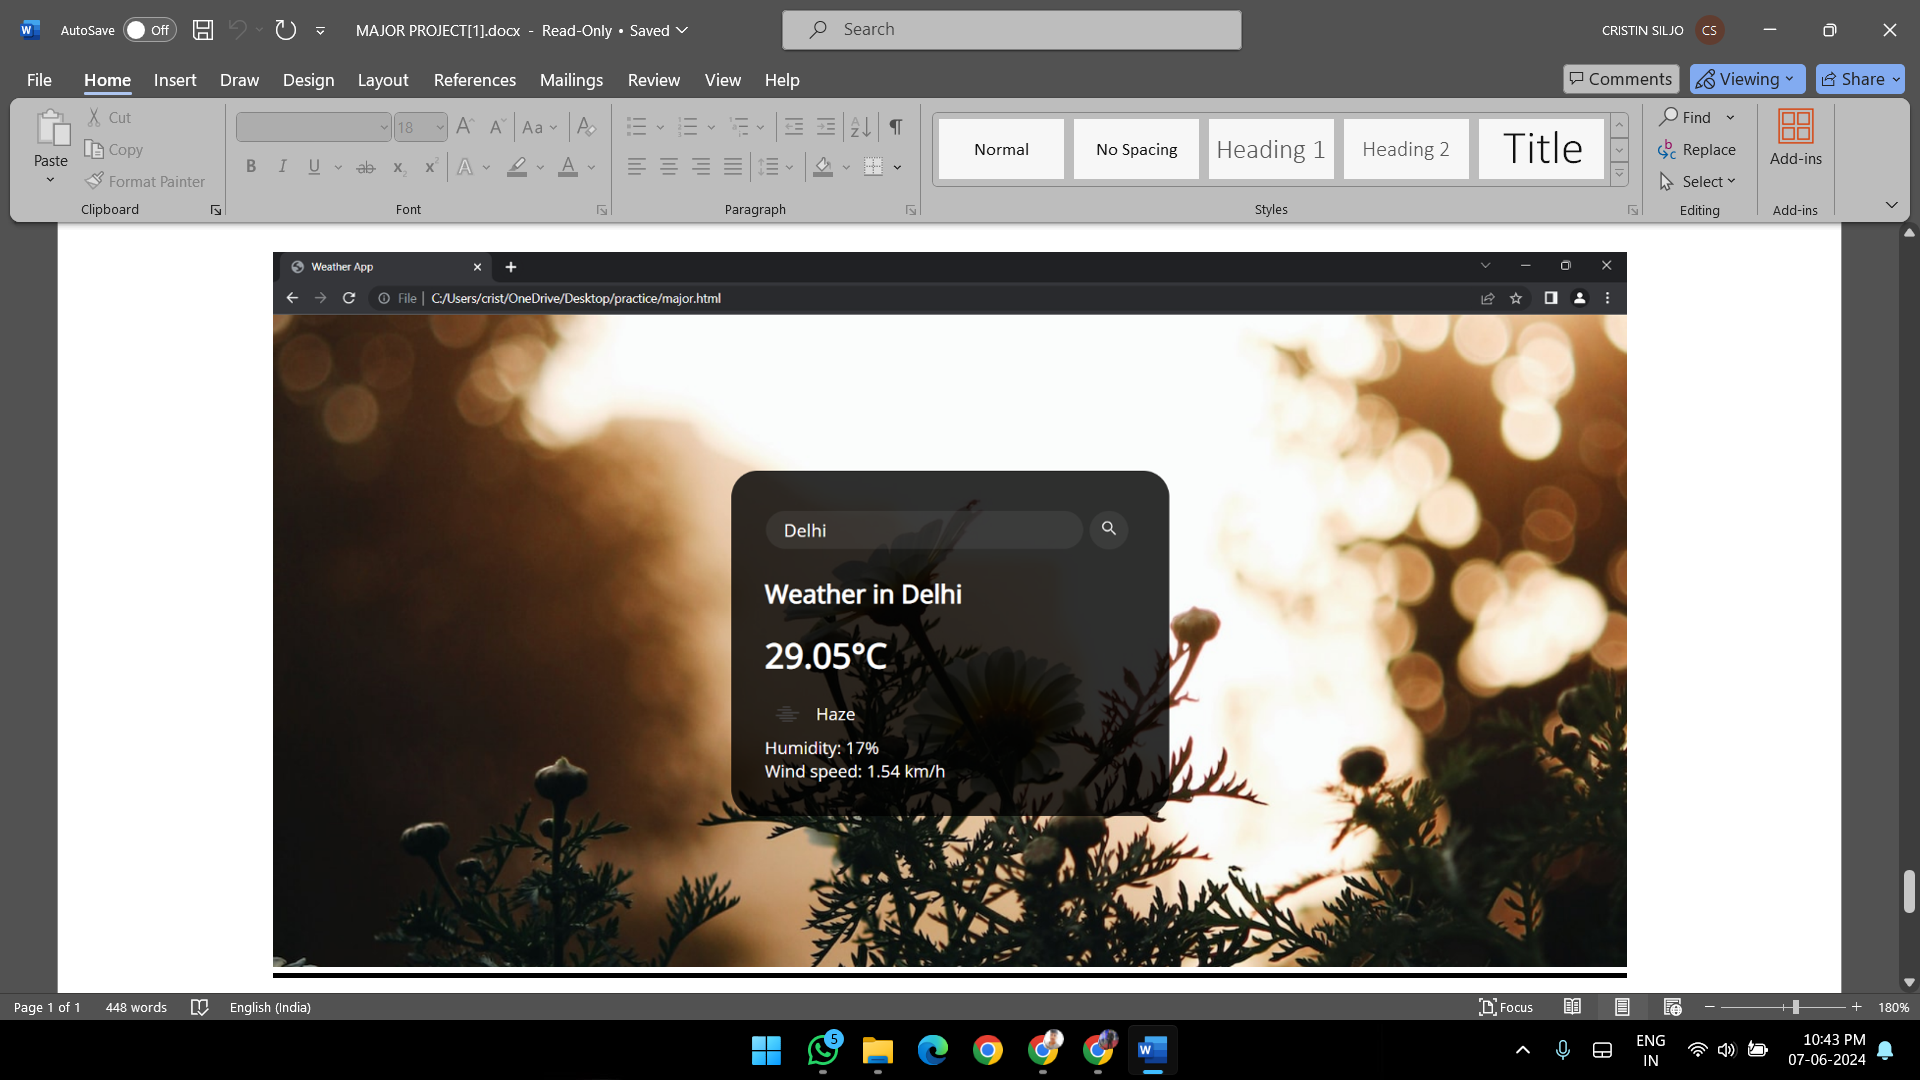 AutoSave Off MAJOR PROJECT[1].docx - Read-Only • Saved Search CRISTIN SILJO CS
File Home Insert Draw Design Layout References Mailings Review View Help Comments Viewing Share
Paste
Cut
Copy
Format Painter
Clipboard
18
Aa
B I U ab x₂ x² A A
Font
Paragraph
Normal
No Spacing
Heading 1
Heading 2
Title
Styles
Find
Replace
Select
Editing
Add-ins
Add-ins
Weather App
File C:/Users/crist/OneDrive/Desktop/practice/major.html
Delhi
Weather in Delhi
29.05°C
Haze
Humidity: 17%
Wind speed: 1.54 km/h
Page 1 of 1 448 words English (India) Focus 180%
5
ENG
IN
10:43 PM
07-06-2024